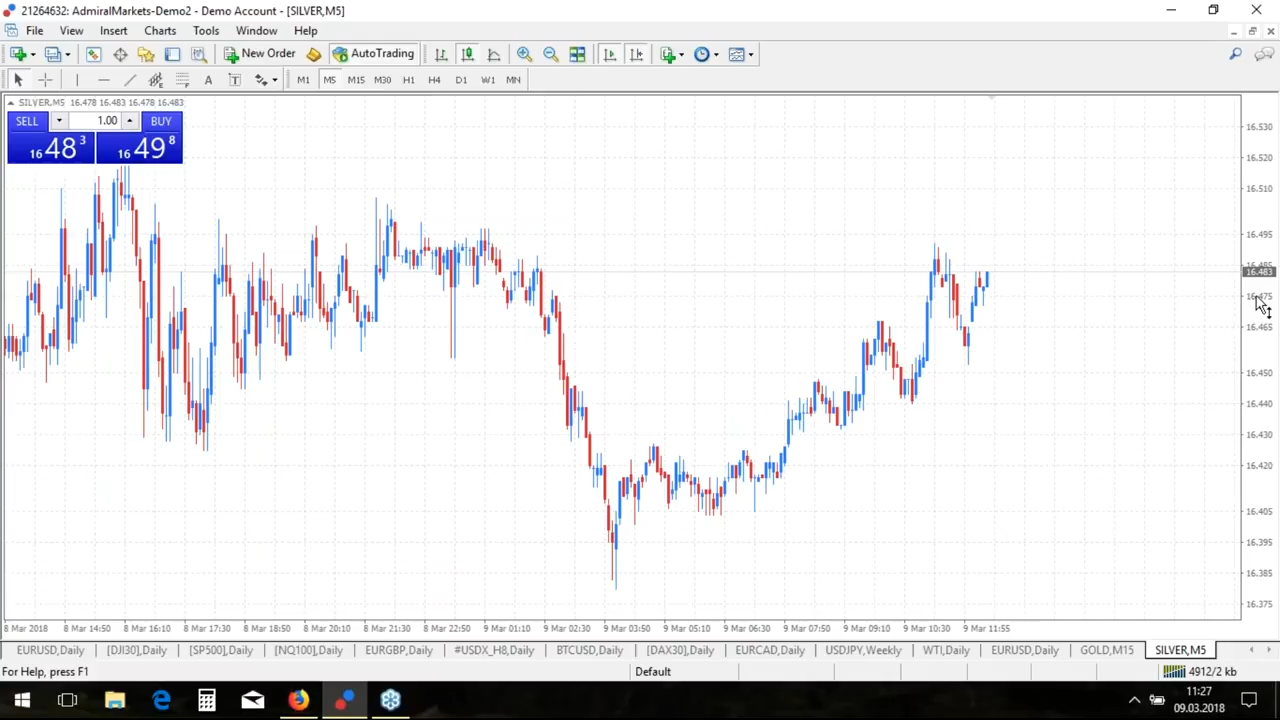 21264632: AdmiralMarkets-Demo2 - Demo Account - [SILVER,M5]
File View Insert Charts Tools Window Help
New Order AutoTrading
A T M1 M5 M15 M30 H1 H4 D1 W1 MN
SILVER,M5 16.478 16.483 16.478 16.483
SELL 1.00 BUY
16 48 3 16 49 8
16.530
16.520
16.510
16.495
16.485
16.483
16.475
16.465
16.450
16.440
16.430
16.420
16.405
16.395
16.385
16.375
8 Mar 2018 8 Mar 14:50 8 Mar 16:10 8 Mar 17:30 8 Mar 18:50 8 Mar 20:10 8 Mar 21:30 8 Mar 22:50 9 Mar 01:10 9 Mar 02:30 9 Mar 03:50 9 Mar 05:10 9 Mar 06:30 9 Mar 07:50 9 Mar 09:10 9 Mar 10:30 9 Mar 11:55
EURUSD,Daily [DJI30],Daily [SP500],Daily [NQ100],Daily EURGBP,Daily #USDX_H8,Daily BTCUSD,Daily [DAX30],Daily EURCAD,Daily USDJPY,Weekly WTI,Daily EURUSD,Daily GOLD,M15 SILVER,M5
For Help, press F1 Default 4912/2 kb
11:27
09.03.2018